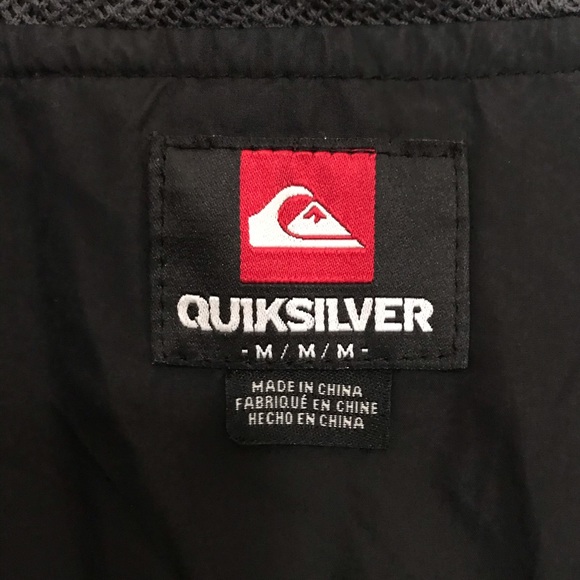 QUIKSILVER
- M / M / M -
MADE IN CHINA
FABRIQUÉ EN CHINE
HECHO EN CHINA